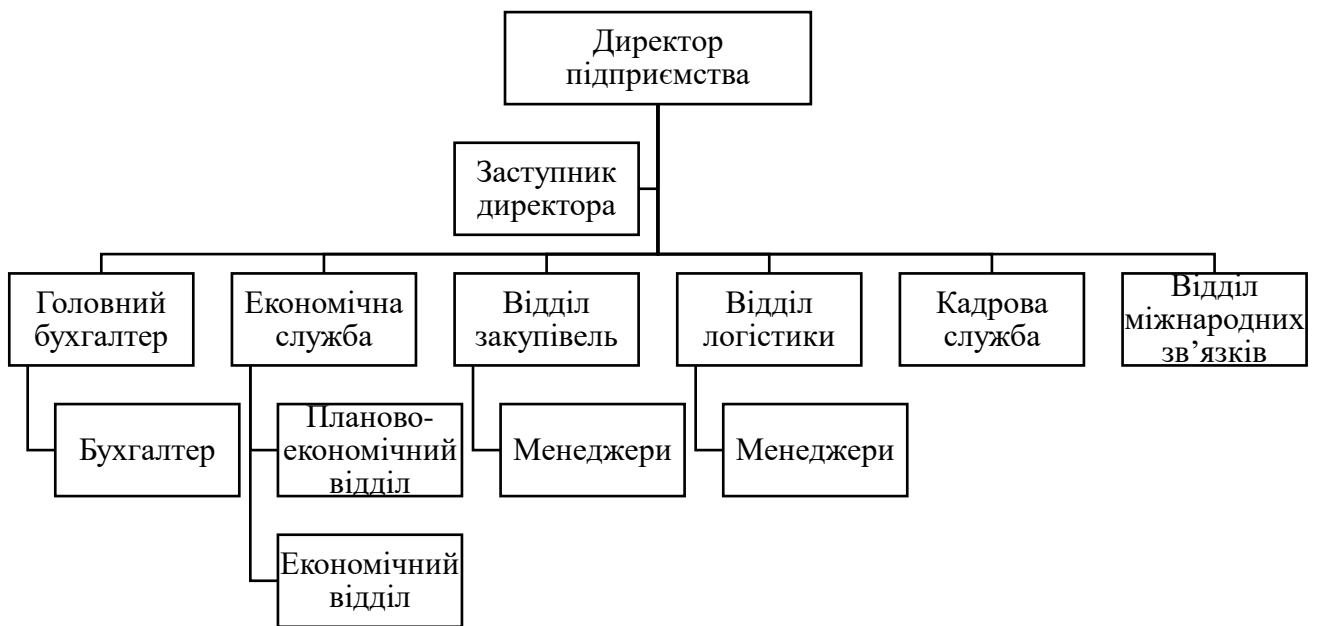 Директор
підприємства
Заступник
директора
Головний
бухгалтер
Економічна
служба
Відділ
закупівель
Відділ
логістики
Кадрова
служба
Відділ
міжнародних
зв’язків
Бухгалтер
Планово-
економічний
відділ
Менеджери
Менеджери
Економічний
відділ